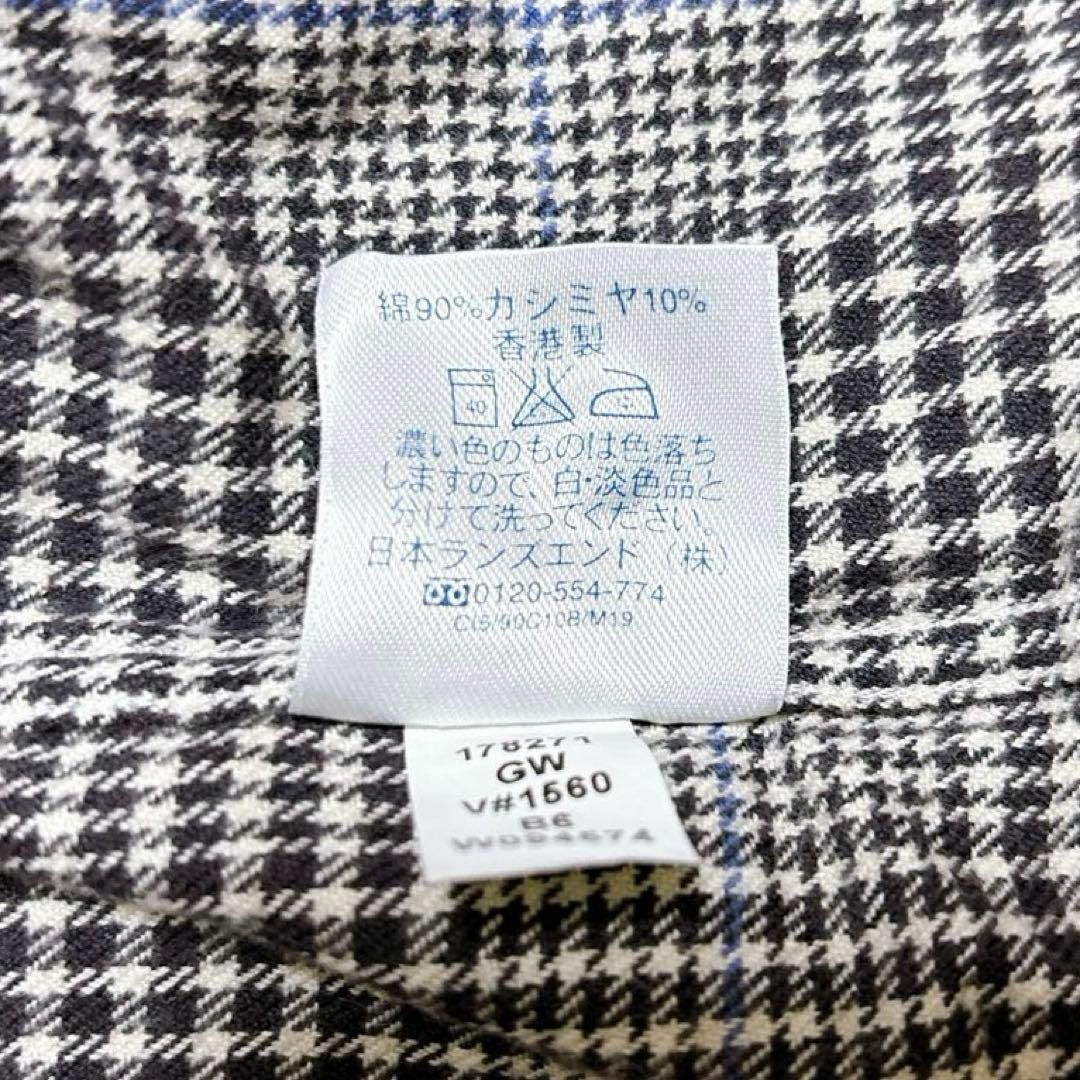 綿90%カシミヤ10%
香港製
40
濃い色のものは色落ち
しますので、白・淡色品と
分けて洗ってください。
日本ランズエンド(株)
0120-554-774
178271
GW
V#1560
B6